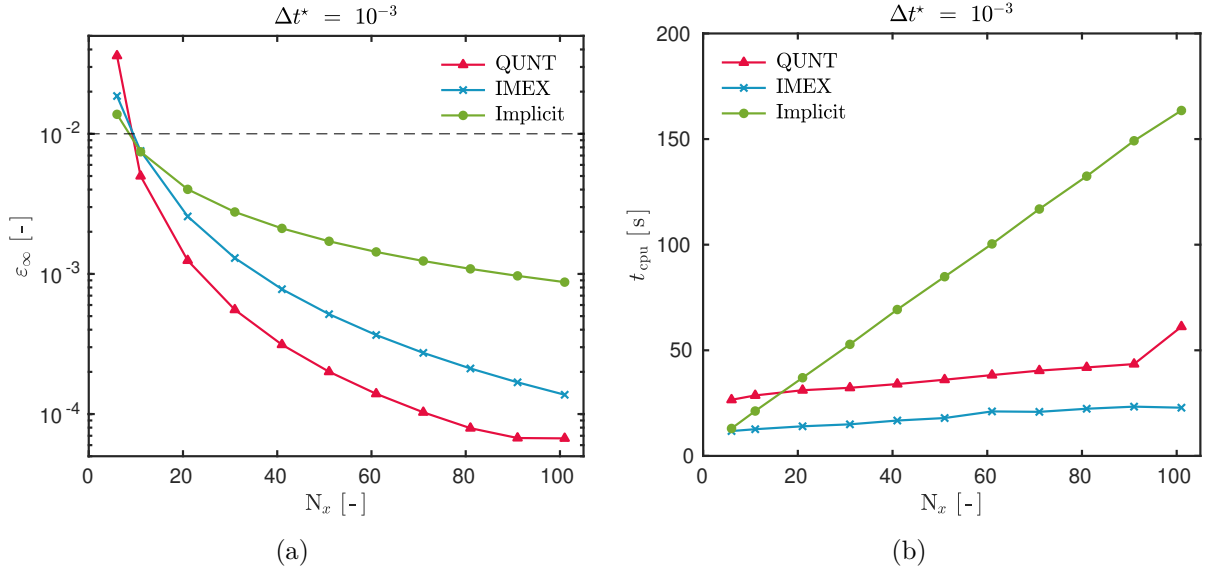 Δt⋆ = 10⁻³
QUNT
IMEX
Implicit
10⁻²
10⁻³
10⁻⁴
ε∞ [-]
0 20 40 60 80 100
Nₓ [-]
(a)
Δt⋆ = 10⁻³
QUNT
IMEX
Implicit
200
150
100
50
0
t cpu [s]
0 20 40 60 80 100
Nₓ [-]
(b)